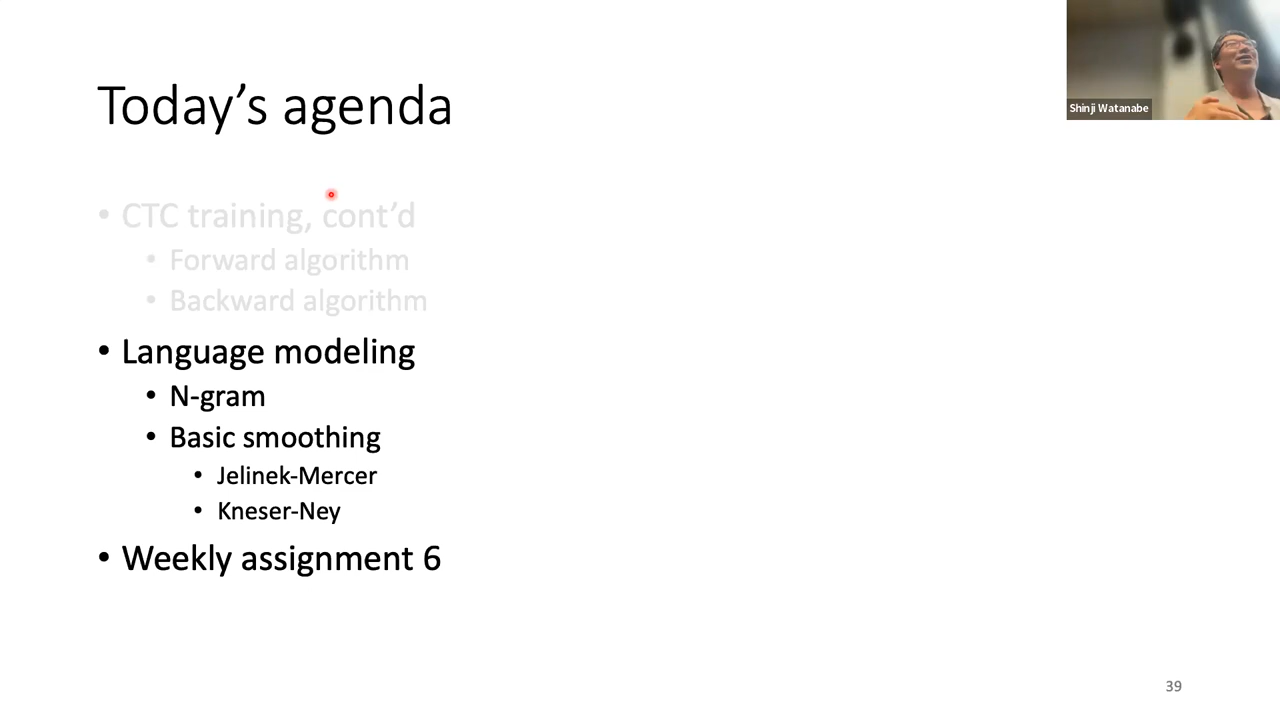 Shinji Watanabe
Today’s agenda
• CTC training, cont’d
• Forward algorithm
• Backward algorithm
• Language modeling
• N-gram
• Basic smoothing
• Jelinek-Mercer
• Kneser-Ney
• Weekly assignment 6
39